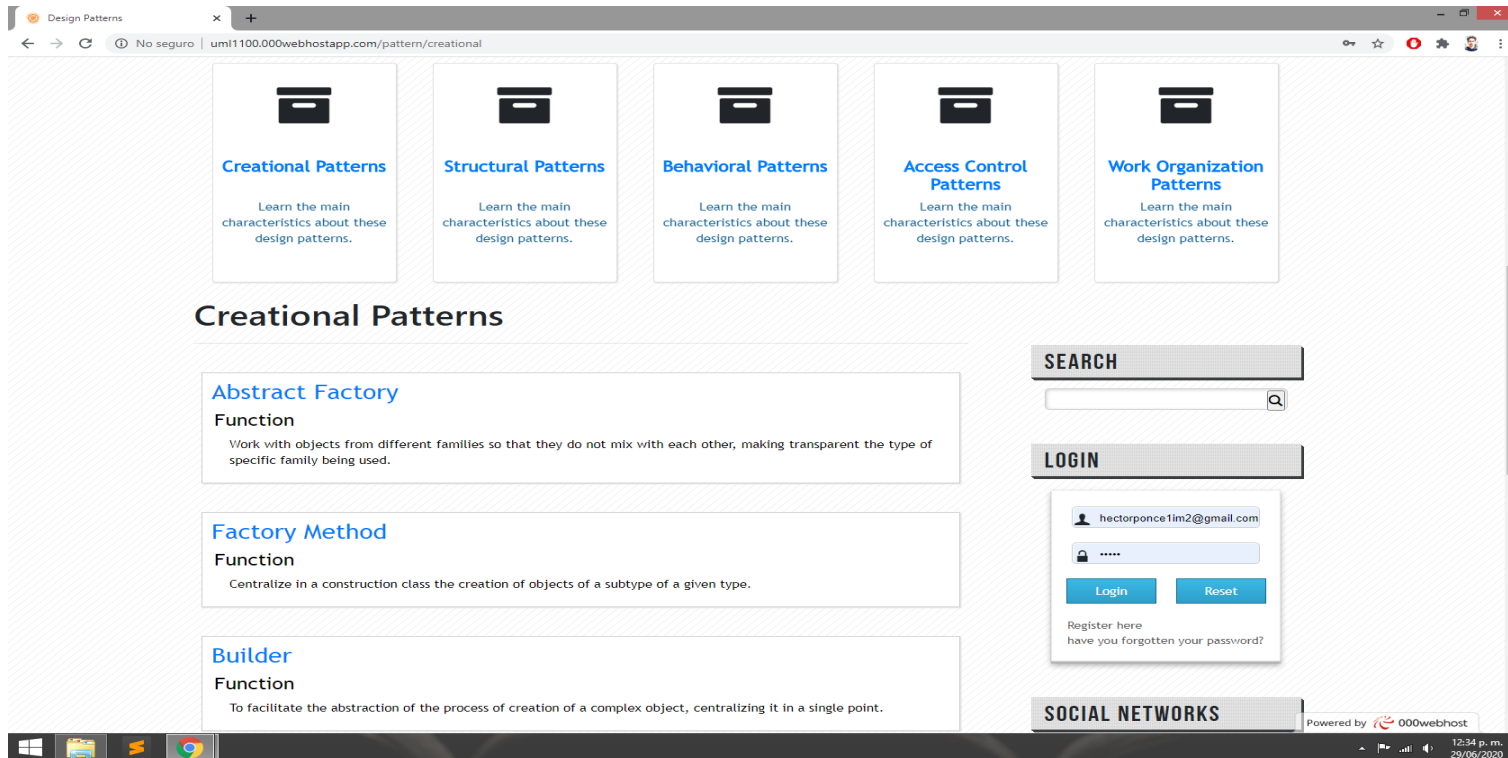 Design Patterns
No seguro | uml1100.000webhostapp.com/pattern/creational
Creational Patterns
Learn the main
characteristics about these
design patterns.
Structural Patterns
Learn the main
characteristics about these
design patterns.
Behavioral Patterns
Learn the main
characteristics about these
design patterns.
Access Control
Patterns
Learn the main
characteristics about these
design patterns.
Work Organization
Patterns
Learn the main
characteristics about these
design patterns.
Creational Patterns
Abstract Factory
Function
Work with objects from different families so that they do not mix with each other, making transparent the type of
specific family being used.
Factory Method
Function
Centralize in a construction class the creation of objects of a subtype of a given type.
Builder
Function
To facilitate the abstraction of the process of creation of a complex object, centralizing it in a single point.
SEARCH
LOGIN
hectorponce1im2@gmail.com
•••••
Login
Reset
Register here
have you forgotten your password?
SOCIAL NETWORKS
Powered by 000webhost
12:34 p. m.
29/06/2020